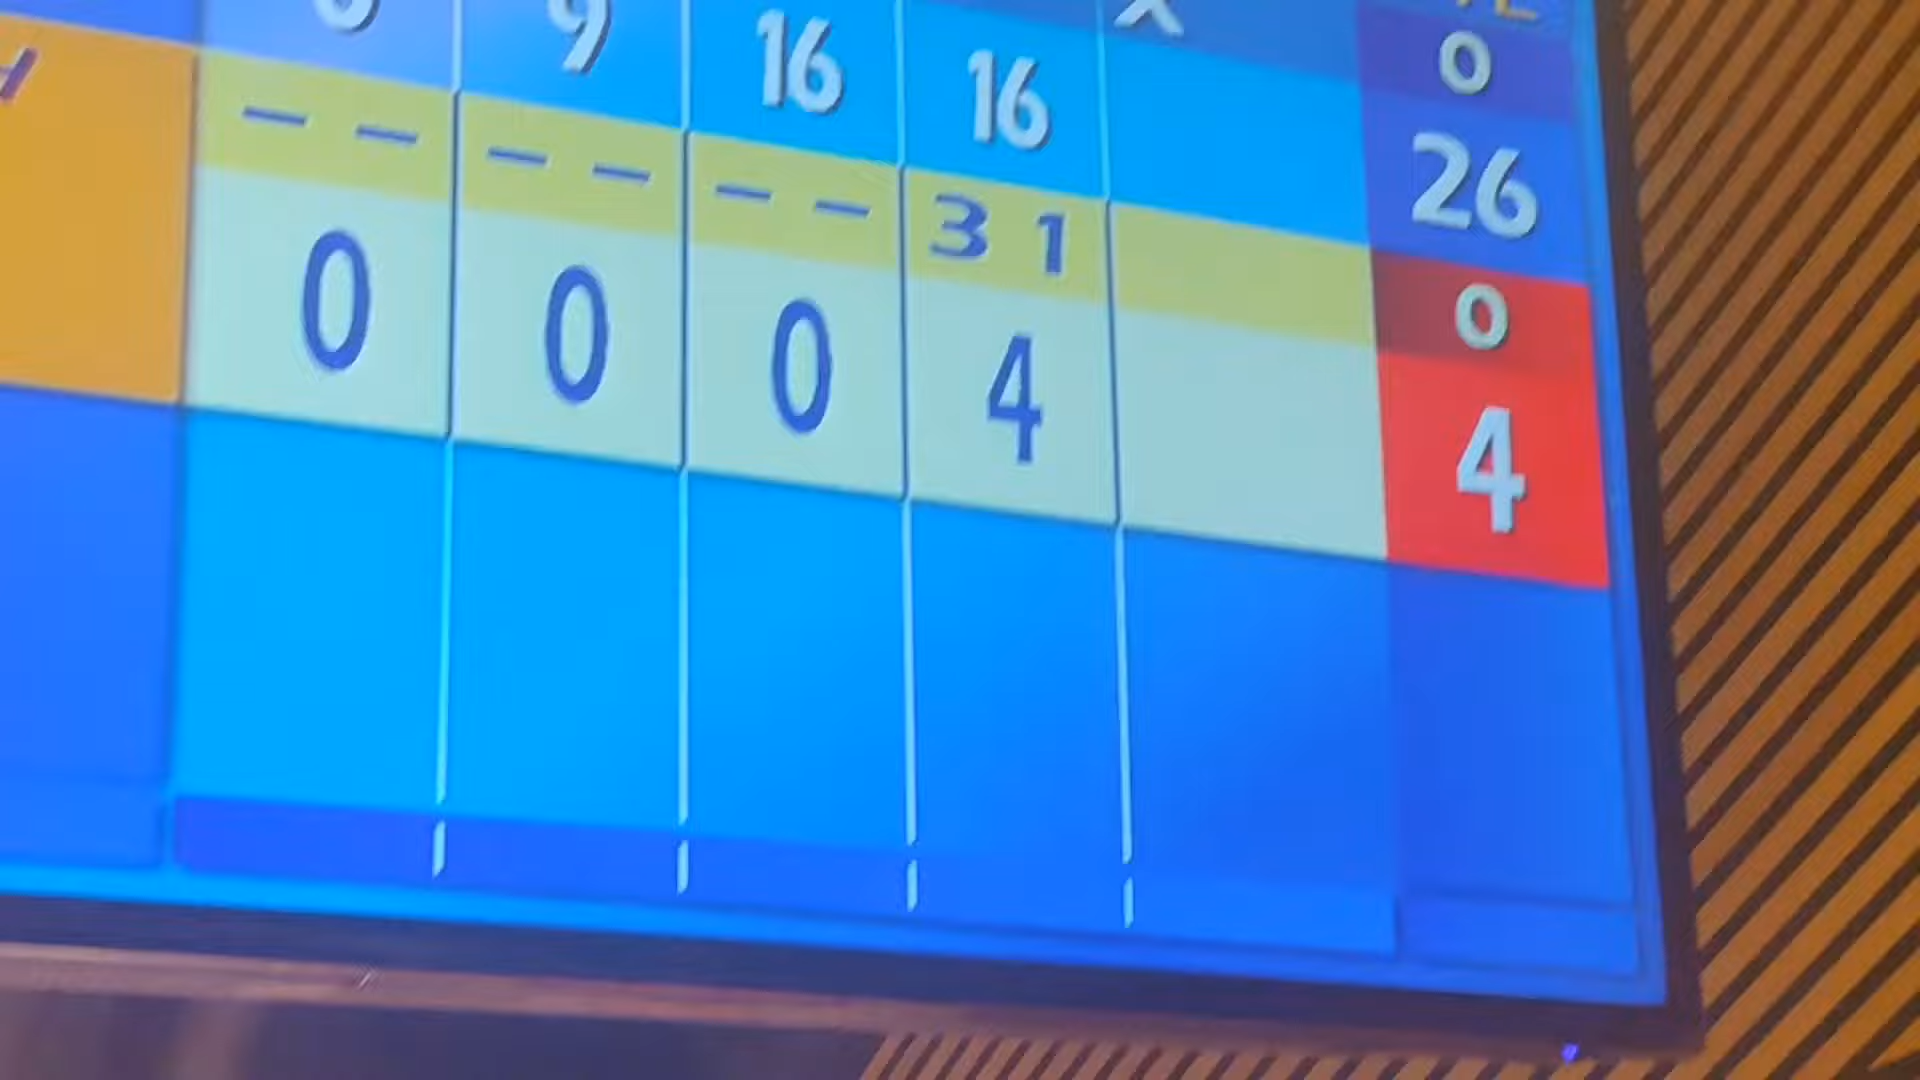 9 16 16 0
26
— — — — — — 3 1
0 0 0 4 0
4